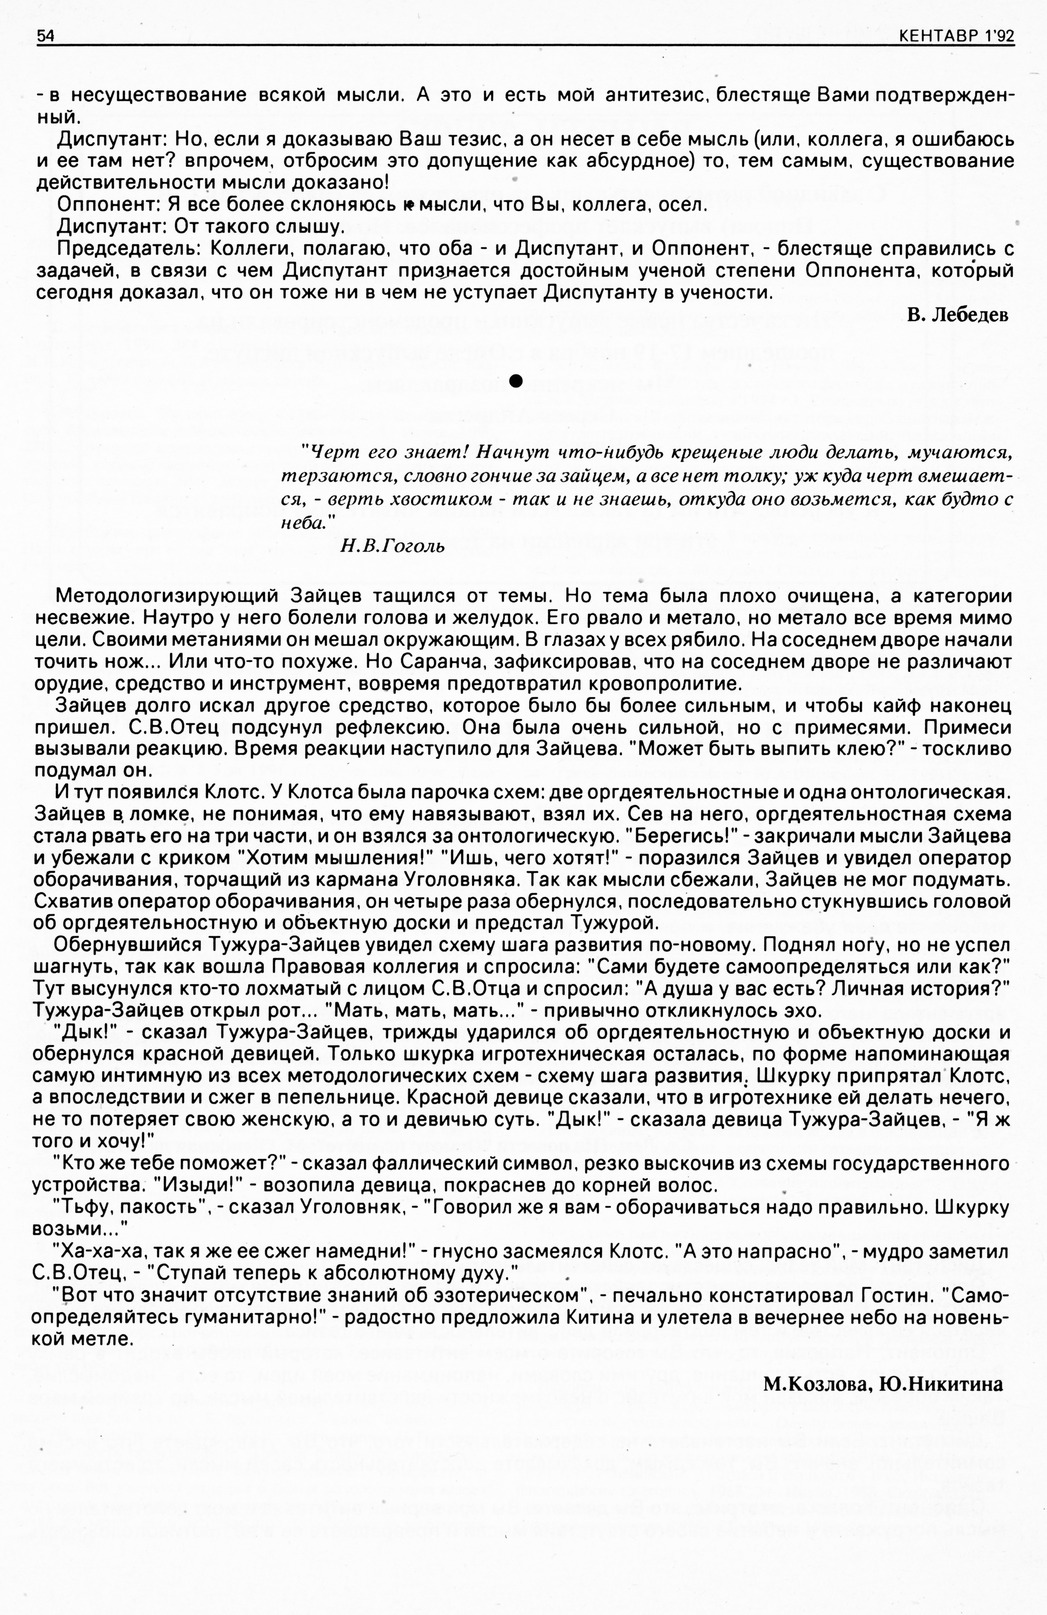 54
КЕНТАВР 1'92
- в несуществование всякой мысли. А это и есть мой антитезис, блестяще Вами подтвержден-
ный.
Диспутант: Но, если я доказываю Ваш тезис, а он несет в себе мысль (или, коллега, я ошибаюсь
и ее там нет? впрочем, отбросим это допущение как абсурдное) то, тем самым, существование
действительности мысли доказано!
Оппонент: Я все более склоняюсь к мысли, что Вы, коллега, осел.
Диспутант: От такого слышу.
Председатель: Коллеги, полагаю, что оба - и Диспутант, и Оппонент, - блестяще справились с
задачей, в связи с чем Диспутант признается достойным ученой степени Оппонента, который
сегодня доказал, что он тоже ни в чем не уступает Диспутанту в учености.
В. Лебедев
●
"Черт его знает! Начнут что-нибудь крещеные люди делать, мучаются,
терзаются, словно гончие за зайцем, а все нет толку; уж куда черт вмешает-
ся, - верть хвостиком - так и не знаешь, откуда оно возьмется, как будто с
неба."
Н.В.Гоголь
Методологизирующий Зайцев тащился от темы. Но тема была плохо очищена, а категории
несвежие. Наутро у него болели голова и желудок. Его рвало и метало, но метало все время мимо
цели. Своими метаниями он мешал окружающим. В глазах у всех рябило. На соседнем дворе начали
точить нож... Или что-то похуже. Но Саранча, зафиксировав, что на соседнем дворе не различают
орудие, средство и инструмент, вовремя предотвратил кровопролитие.
Зайцев долго искал другое средство, которое было бы более сильным, и чтобы кайф наконец
пришел. С.В.Отец подсунул рефлексию. Она была очень сильной, но с примесями. Примеси
вызывали реакцию. Время реакции наступило для Зайцева. "Может быть выпить клею?" - тоскливо
подумал он.
И тут появился Клотс. У Клотса была парочка схем: две оргдеятельностные и одна онтологическая.
Зайцев в ломке, не понимая, что ему навязывают, взял их. Сев на него, оргдеятельностная схема
стала рвать его на три части, и он взялся за онтологическую. "Берегись!" - закричали мысли Зайцева
и убежали с криком "Хотим мышления!" "Ишь, чего хотят!" - поразился Зайцев и увидел оператор
оборачивания, торчащий из кармана Уголовняка. Так как мысли сбежали, Зайцев не мог подумать.
Схватив оператор оборачивания, он четыре раза обернулся, последовательно стукнувшись головой
об оргдеятельностную и объектную доски и предстал Тужурой.
Обернувшийся Тужура-Зайцев увидел схему шага развития по-новому. Поднял ногу, но не успел
шагнуть, так как вошла Правовая коллегия и спросила: "Сами будете самоопределяться или как?"
Тут высунулся кто-то лохматый с лицом С.В.Отца и спросил: "А душа у вас есть? Личная история?"
Тужура-Зайцев открыл рот... "Мать, мать, мать..." - привычно откликнулось эхо.
"Дык!" - сказал Тужура-Зайцев, трижды ударился об оргдеятельностную и объектную доски и
обернулся красной девицей. Только шкурка игротехническая осталась, по форме напоминающая
самую интимную из всех методологических схем - схему шага развития. Шкурку припрятал Клотс,
а впоследствии и сжег в пепельнице. Красной девице сказали, что в игротехнике ей делать нечего,
не то потеряет свою женскую, а то и девичью суть. "Дык!" - сказала девица Тужура-Зайцев, - "Я ж
того и хочу!"
"Кто же тебе поможет?" - сказал фаллический символ, резко выскочив из схемы государственного
устройства. "Изыди!" - возопила девица, покраснев до корней волос.
"Тьфу, пакость", - сказал Уголовняк, - "Говорил же я вам - оборачиваться надо правильно. Шкурку
возьми..."
"Ха-ха-ха, так я же ее сжег намедни!" - гнусно засмеялся Клотс. "А это напрасно", - мудро заметил
С.В.Отец, - "Ступай теперь к абсолютному духу."
"Вот что значит отсутствие знаний об эзотерическом", - печально констатировал Гостин. "Само-
определяйтесь гуманитарно!" - радостно предложила Китина и улетела в вечернее небо на новень-
кой метле.
М.Козлова, Ю.Никитина